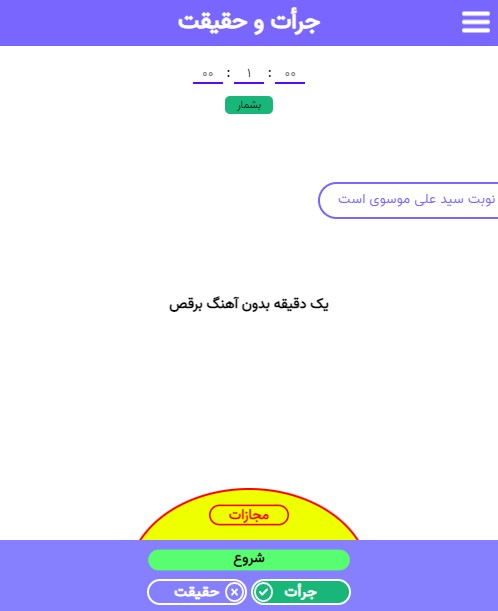 جرأت و حقیقت
۰۰ : ۱ : ۰۰
بشمار
نوبت سید علی موسوی است
یک دقیقه بدون آهنگ برقص
مجازات
شروع
جرأت حقیقت